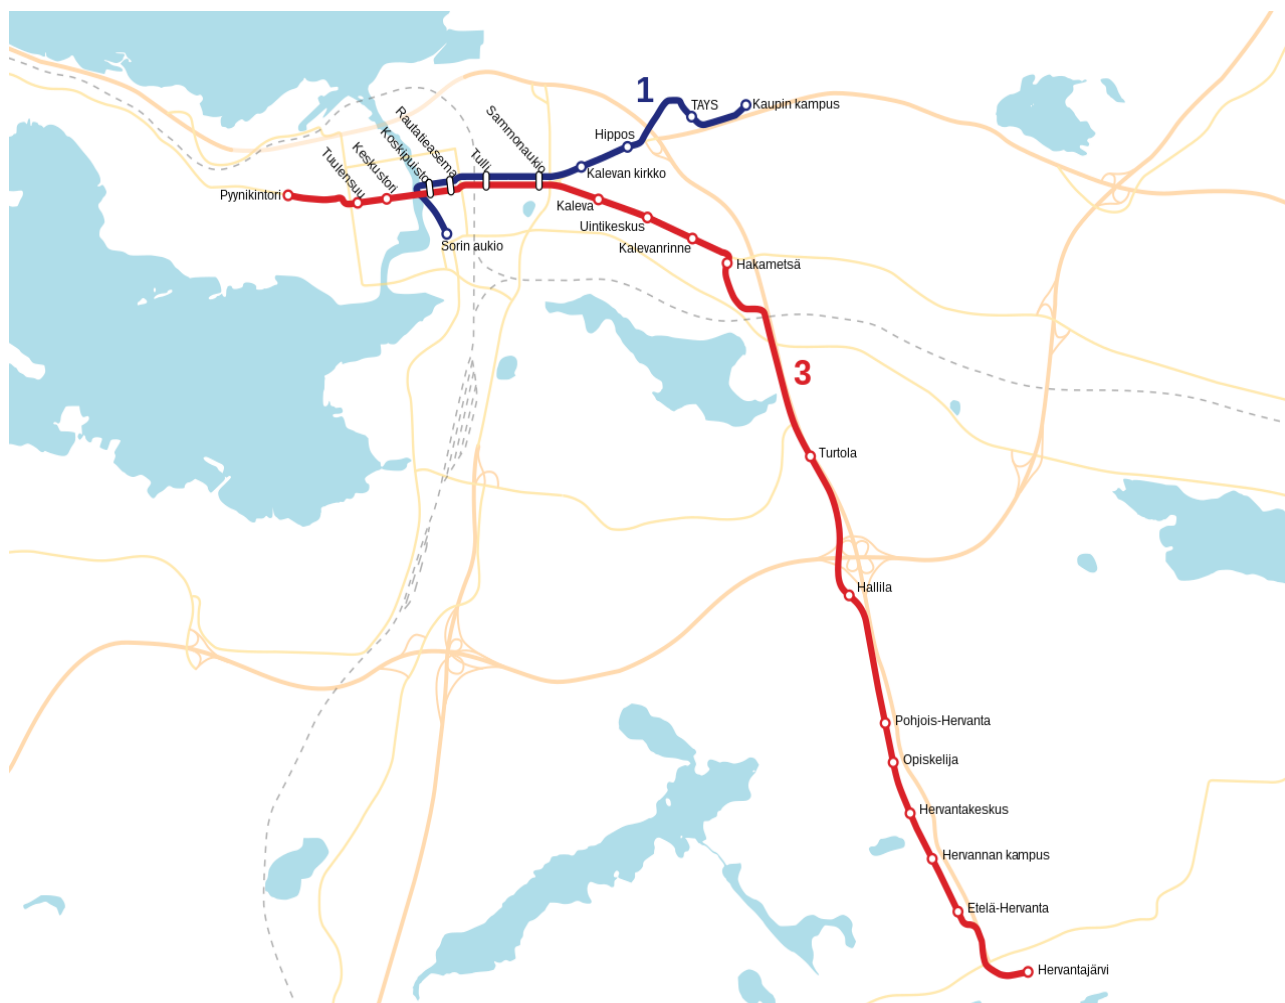 1
TAYS
Kaupin kampus
Hippos
Kalevan kirkko
Sammonaukio
Tulli
Rautatieasema
Koskipuisto
Keskustori
Tuulensuu
Pyynikintori
Sorin aukio
Kaleva
Uintikeskus
Kalevanrinne
Hakametsä
3
Turtola
Hallila
Pohjois-Hervanta
Opiskelija
Hervantakeskus
Hervannan kampus
Etelä-Hervanta
Hervantajärvi